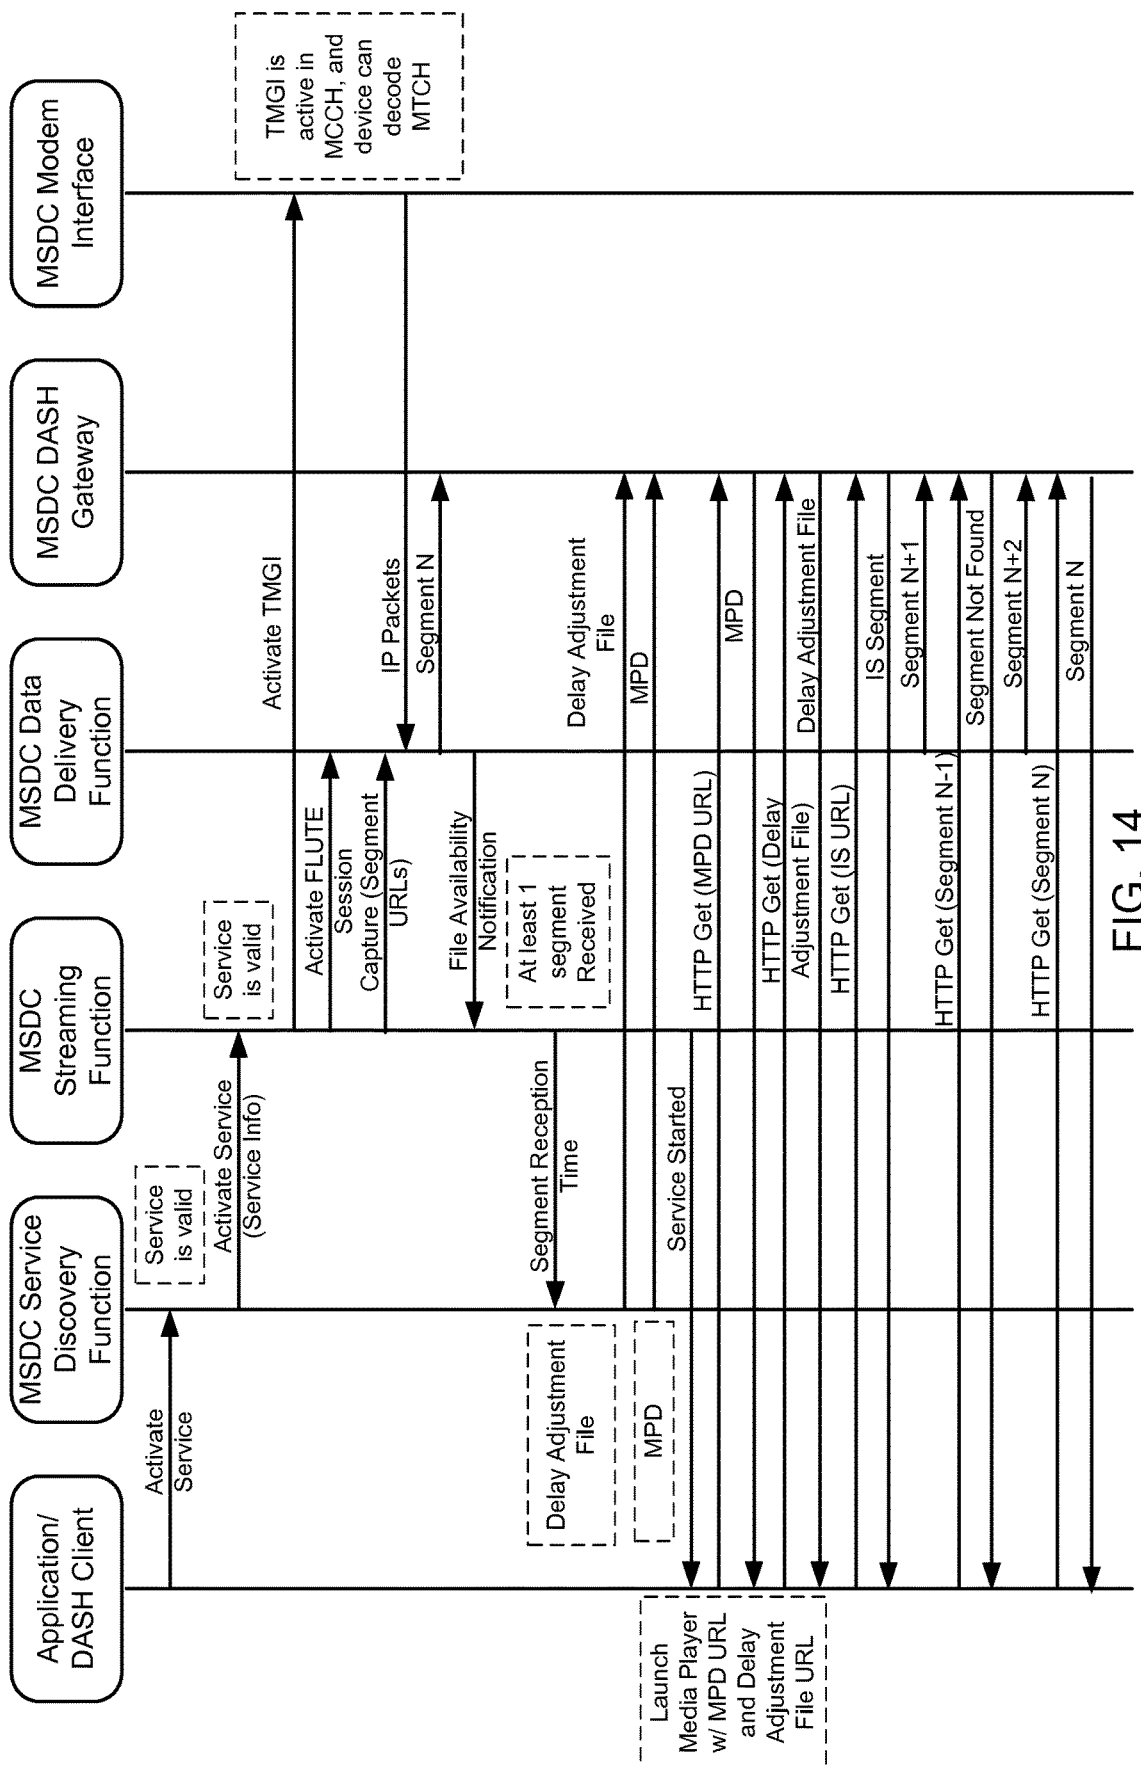 Application/
DASH Client
MSDC Service
Discovery
Function
MSDC
Streaming
Function
MSDC Data
Delivery
Function
MSDC DASH
Gateway
MSDC Modem
Interface
Activate
Service
Service
is valid
Activate Service
(Service Info)
Service
is valid
Activate TMGI
TMGI is
active in
MCCH, and
device can
decode
MTCH
Activate FLUTE
Session
Capture (Segment
URLs)
IP Packets
Segment N
File Availability
Notification
At least 1
segment
Received
Segment Reception
Time
Delay Adjustment
File
Delay Adjustment
File
MPD
MPD
Service Started
Launch
Media Player
w/ MPD URL
and Delay
Adjustment
File URL
HTTP Get (MPD URL)
MPD
HTTP Get (Delay
Adjustment File)
Delay Adjustment File
HTTP Get (IS URL)
IS Segment
Segment N+1
HTTP Get (Segment N-1)
Segment Not Found
Segment N+2
HTTP Get (Segment N)
Segment N
FIG. 14